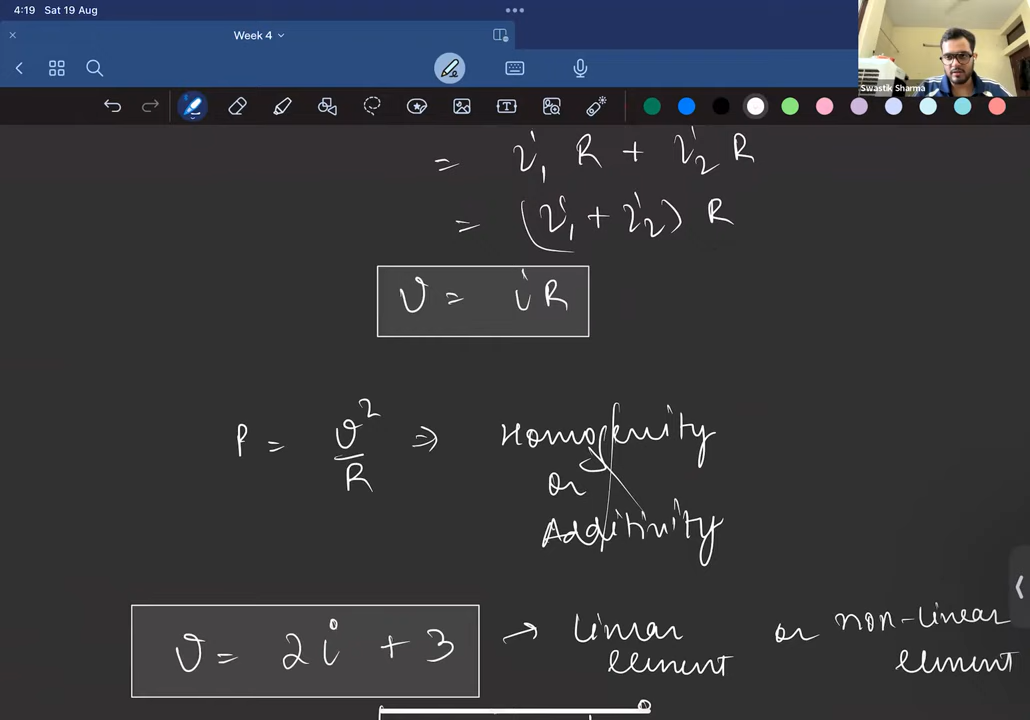 4:19 Sat 19 Aug
Week 4
Swastik Sharma
= i₁ R + i₂ R
= (i₁ + i₂) R
v = iR
P = v²/R ⇒ Homogenuity
or
Additivity
v = 2i + 3 → linear or non-linear
element element